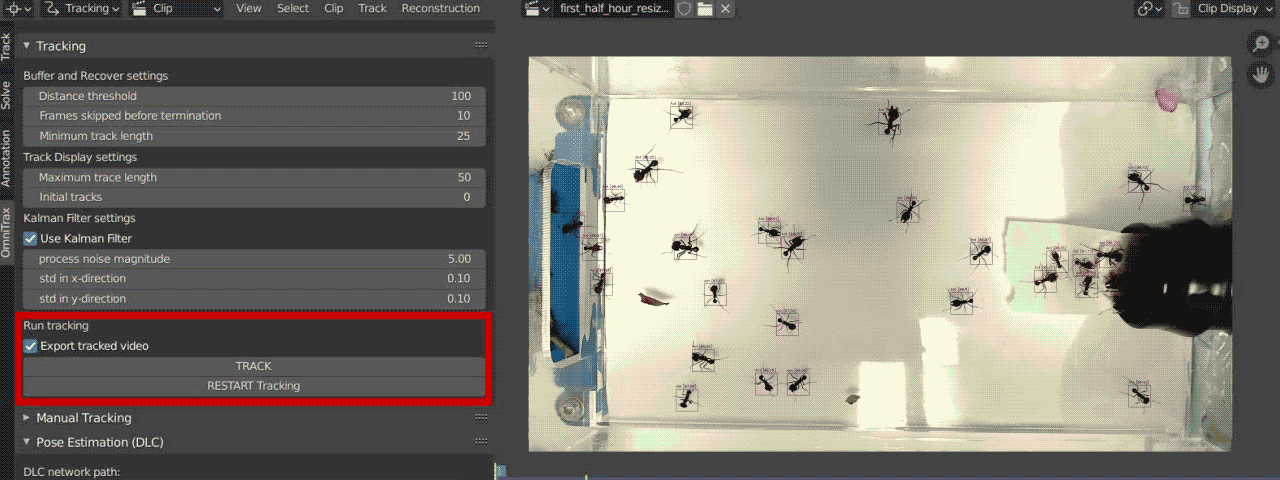 Tracking
Clip
View
Select
Clip
Track
Reconstruction
first_half_hour_resiz...
Clip Display
Track
Solve
Annotation
OmniTrax
Tracking
Buffer and Recover settings
Distance threshold 100
Frames skipped before termination 10
Minimum track length 25
Track Display settings
Maximum trace length 50
Initial tracks 0
Kalman Filter settings
Use Kalman Filter
process noise magnitude 5.00
std in x-direction 0.10
std in y-direction 0.10
Run tracking
Export tracked video
TRACK
RESTART Tracking
Manual Tracking
Pose Estimation (DLC)
DLC network path: